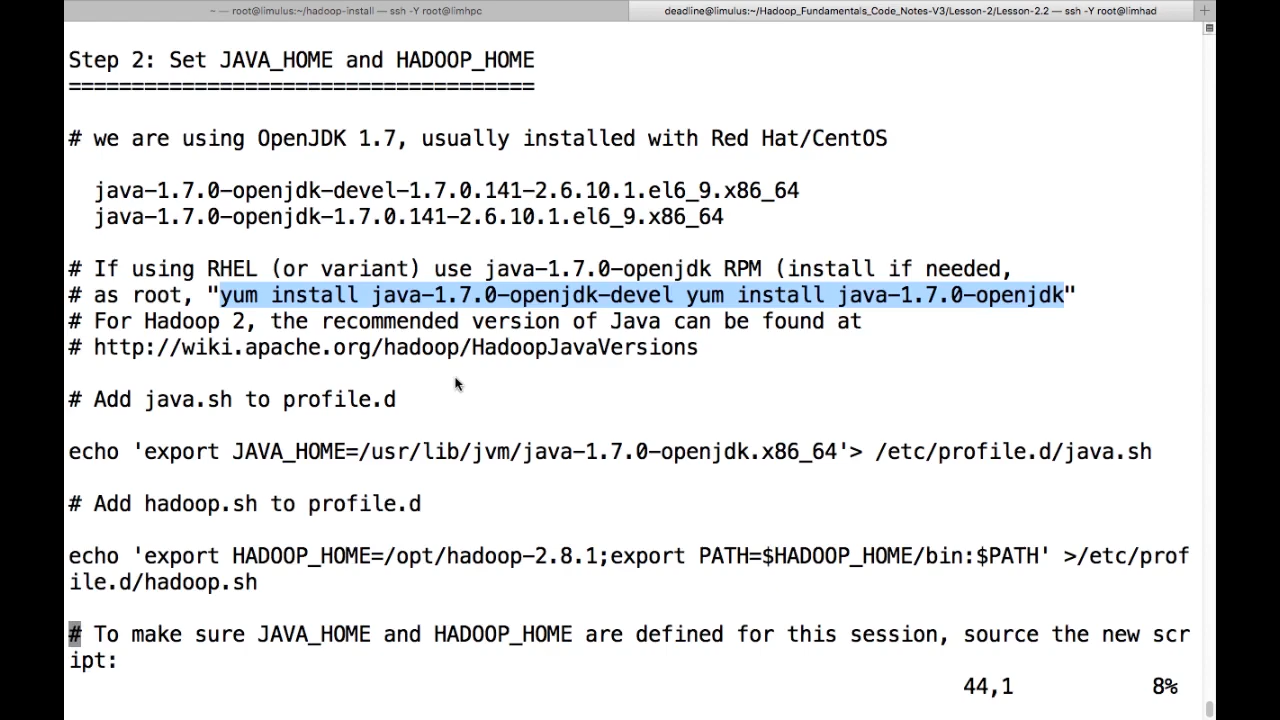 ~ — root@limulus:~/hadoop-install — ssh -Y root@limhpc
deadline@limulus:~/Hadoop_Fundamentals_Code_Notes-V3/Lesson-2/Lesson-2.2 — ssh -Y root@limhad
Step 2: Set JAVA_HOME and HADOOP_HOME
=====================================
# we are using OpenJDK 1.7, usually installed with Red Hat/CentOS
java-1.7.0-openjdk-devel-1.7.0.141-2.6.10.1.el6_9.x86_64
java-1.7.0-openjdk-1.7.0.141-2.6.10.1.el6_9.x86_64
# If using RHEL (or variant) use java-1.7.0-openjdk RPM (install if needed,
# as root, "yum install java-1.7.0-openjdk-devel yum install java-1.7.0-openjdk"
# For Hadoop 2, the recommended version of Java can be found at
# http://wiki.apache.org/hadoop/HadoopJavaVersions
# Add java.sh to profile.d
echo 'export JAVA_HOME=/usr/lib/jvm/java-1.7.0-openjdk.x86_64'> /etc/profile.d/java.sh
# Add hadoop.sh to profile.d
echo 'export HADOOP_HOME=/opt/hadoop-2.8.1;export PATH=$HADOOP_HOME/bin:$PATH' >/etc/prof
ile.d/hadoop.sh
# To make sure JAVA_HOME and HADOOP_HOME are defined for this session, source the new scr
ipt:
44,1 8%